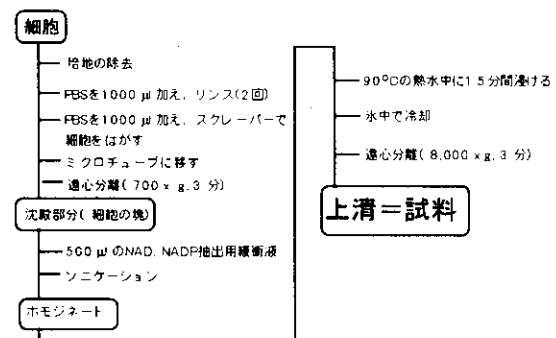 細胞
培地の除去
PBSを1000 μl 加え, リンス(2回)
PBSを1000 μl 加え, スクレーパーで
細胞をはがす
ミクロチューブに移す
遠心分離( 700 x g. 3 分)
沈殿部分( 細胞の塊)
500 μl のNAD, NADP抽出用緩衝液
ソニケーション
ホモジネート
90°Cの熱水中に15分間浸ける
氷中で冷却
遠心分離( 8,000 x g. 3 分)
上清＝試料